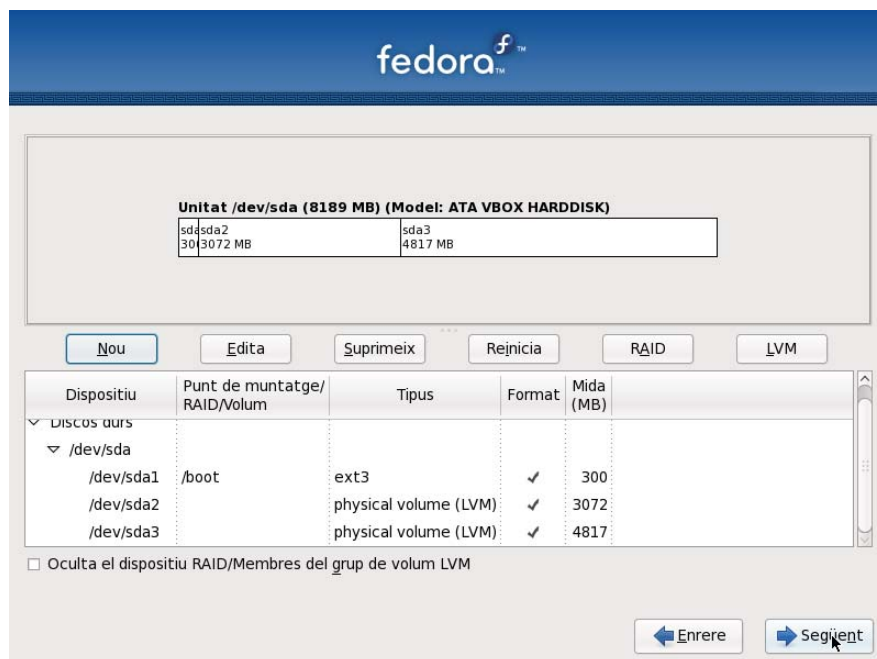 fedora™
Unitat /dev/sda (8189 MB) (Model: ATA VBOX HARDDISK)
sda2 sda3
3072 MB 4817 MB
Nou Edita Suprimeix Reinicia RAID LVM
Dispositiu Punt de muntatge/ RAID/Volum Tipus Format Mida (MB)
Discos durs
/dev/sda
/dev/sda1 /boot ext3 300
/dev/sda2 physical volume (LVM) 3072
/dev/sda3 physical volume (LVM) 4817
Oculta el dispositiu RAID/Membres del grup de volum LVM
Enrere Següent